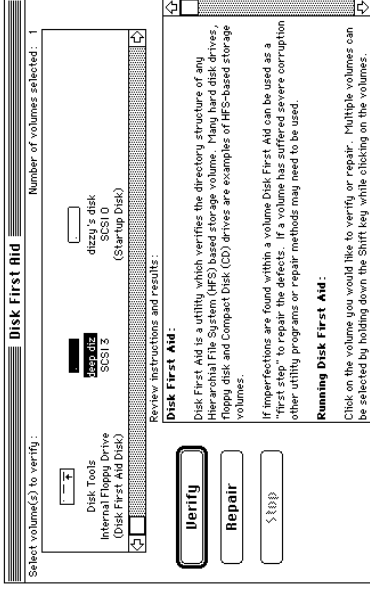 Disk First Aid
Select volume(s) to verify:
Number of volumes selected: 1
Disk Tools
Internal Floppy Drive
(Disk First Aid Disk)
deep diz
SCSI 3
dizzy's disk
SCSI 0
(Startup Disk)
Review instructions and results:
Verify
Repair
Stop
Disk First Aid:
Disk First Aid is a utility which verifies the directory structure of any
Hierarchial File System (HFS) based storage volume. Many hard disk drives,
floppy disk and Compact Disk (CD) drives are examples of HFS-based storage
volumes.
If imperfections are found within a volume Disk First Aid can be used as a
"first step" to repair the defects. If a volume has suffered severe corruption
other utility programs or repair methods may need to be used.
Running Disk First Aid:
Click on the volume you would like to verify or repair. Multiple volumes can
be selected by holding down the Shift key while clicking on the volumes.